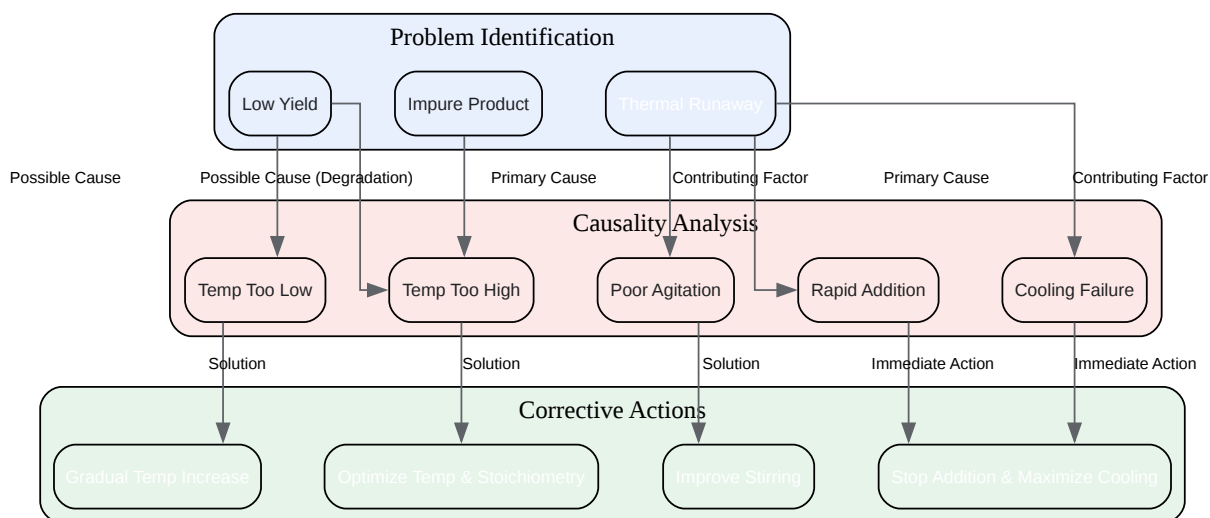 Problem Identification
Low Yield
Impure Product
Thermal Runaway
Possible Cause
Possible Cause (Degradation)
Primary Cause
Contributing Factor
Primary Cause
Contributing Factor
Causality Analysis
Temp Too Low
Temp Too High
Poor Agitation
Rapid Addition
Cooling Failure
Solution
Solution
Solution
Immediate Action
Immediate Action
Corrective Actions
Gradual Temp Increase
Optimize Temp & Stoichiometry
Improve Stirring
Stop Addition & Maximize Cooling